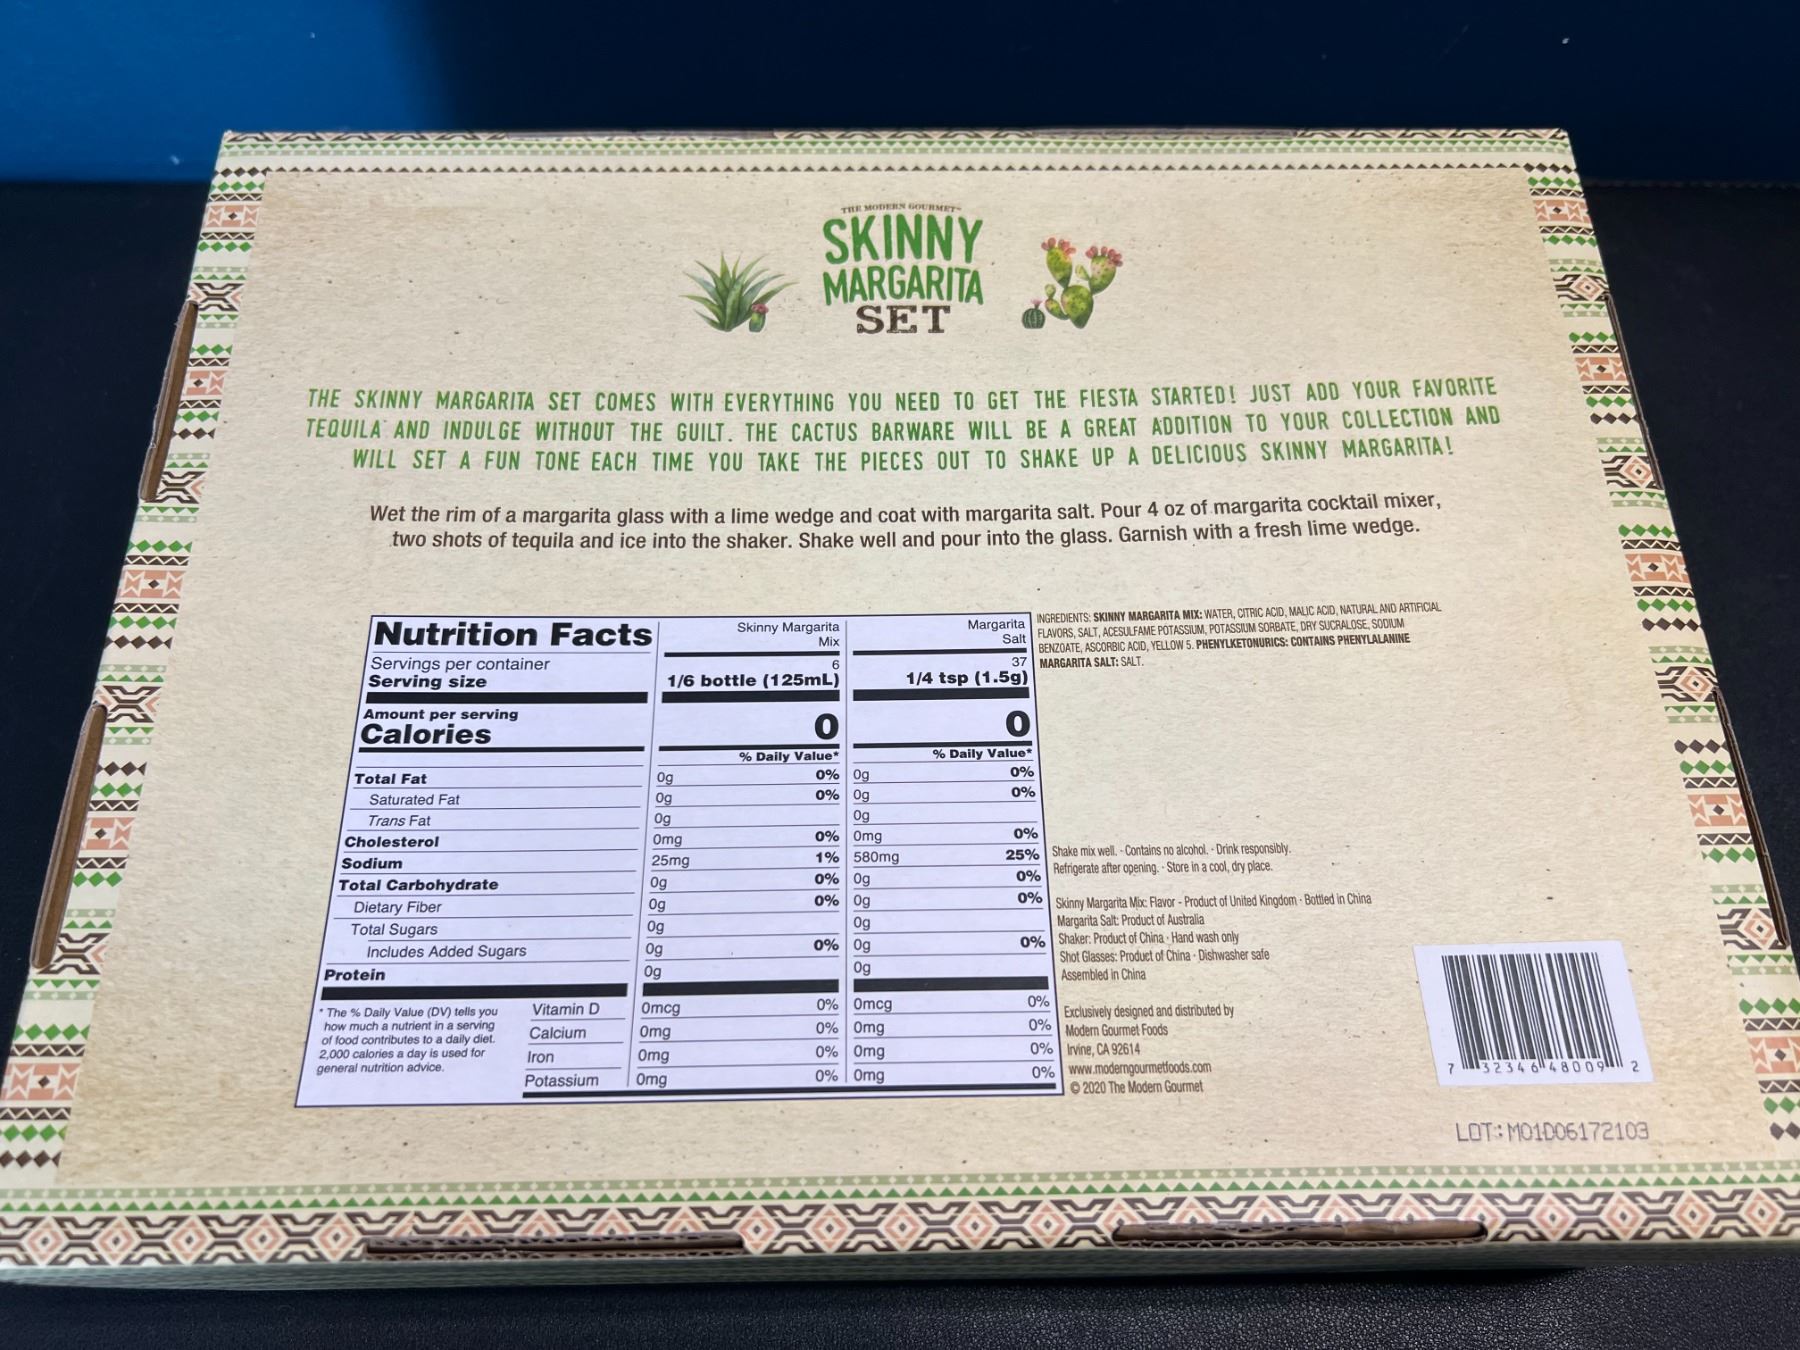 THE MODERN GOURMET™
SKINNY
MARGARITA
SET
THE SKINNY MARGARITA SET COMES WITH EVERYTHING YOU NEED TO GET THE FIESTA STARTED! JUST ADD YOUR FAVORITE
TEQUILA AND INDULGE WITHOUT THE GUILT. THE CACTUS BARWARE WILL BE A GREAT ADDITION TO YOUR COLLECTION AND
WILL SET A FUN TONE EACH TIME YOU TAKE THE PIECES OUT TO SHAKE UP A DELICIOUS SKINNY MARGARITA!
Wet the rim of a margarita glass with a lime wedge and coat with margarita salt. Pour 4 oz of margarita cocktail mixer,
two shots of tequila and ice into the shaker. Shake well and pour into the glass. Garnish with a fresh lime wedge.
Nutrition Facts Skinny Margarita Mix Margarita Salt
Servings per container 6 37
Serving size 1/6 bottle (125mL) 1/4 tsp (1.5g)
Amount per serving
Calories 0 0
% Daily Value* % Daily Value*
Total Fat 0g 0% 0g 0%
Saturated Fat 0g 0% 0g 0%
Trans Fat 0g 0g
Cholesterol 0mg 0% 0mg 0%
Sodium 25mg 1% 580mg 25%
Total Carbohydrate 0g 0% 0g 0%
Dietary Fiber 0g 0% 0g 0%
Total Sugars 0g 0g
Includes Added Sugars 0g 0% 0g 0%
Protein 0g 0g
Vitamin D 0mcg 0% 0mcg 0%
Calcium 0mg 0% 0mg 0%
Iron 0mg 0% 0mg 0%
Potassium 0mg 0% 0mg 0%
* The % Daily Value (DV) tells you
how much a nutrient in a serving
of food contributes to a daily diet.
2,000 calories a day is used for
general nutrition advice.
INGREDIENTS: SKINNY MARGARITA MIX: WATER, CITRIC ACID, MALIC ACID, NATURAL AND ARTIFICIAL
FLAVORS, SALT, ACESULFAME POTASSIUM, POTASSIUM SORBATE, DRY SUCRALOSE, SODIUM
BENZOATE, ASCORBIC ACID, YELLOW 5. PHENYLKETONURICS: CONTAINS PHENYLALANINE
MARGARITA SALT: SALT.
Shake mix well. · Contains no alcohol. · Drink responsibly.
Refrigerate after opening. · Store in a cool, dry place.
Skinny Margarita Mix: Flavor - Product of United Kingdom · Bottled in China
Margarita Salt: Product of Australia
Shaker: Product of China · Hand wash only
Shot Glasses: Product of China · Dishwasher safe
Assembled in China
Exclusively designed and distributed by
Modern Gourmet Foods
Irvine, CA 92614
www.moderngourmetfoods.com
© 2020 The Modern Gourmet
7 32346 48009 2
LOT: M01D06172103